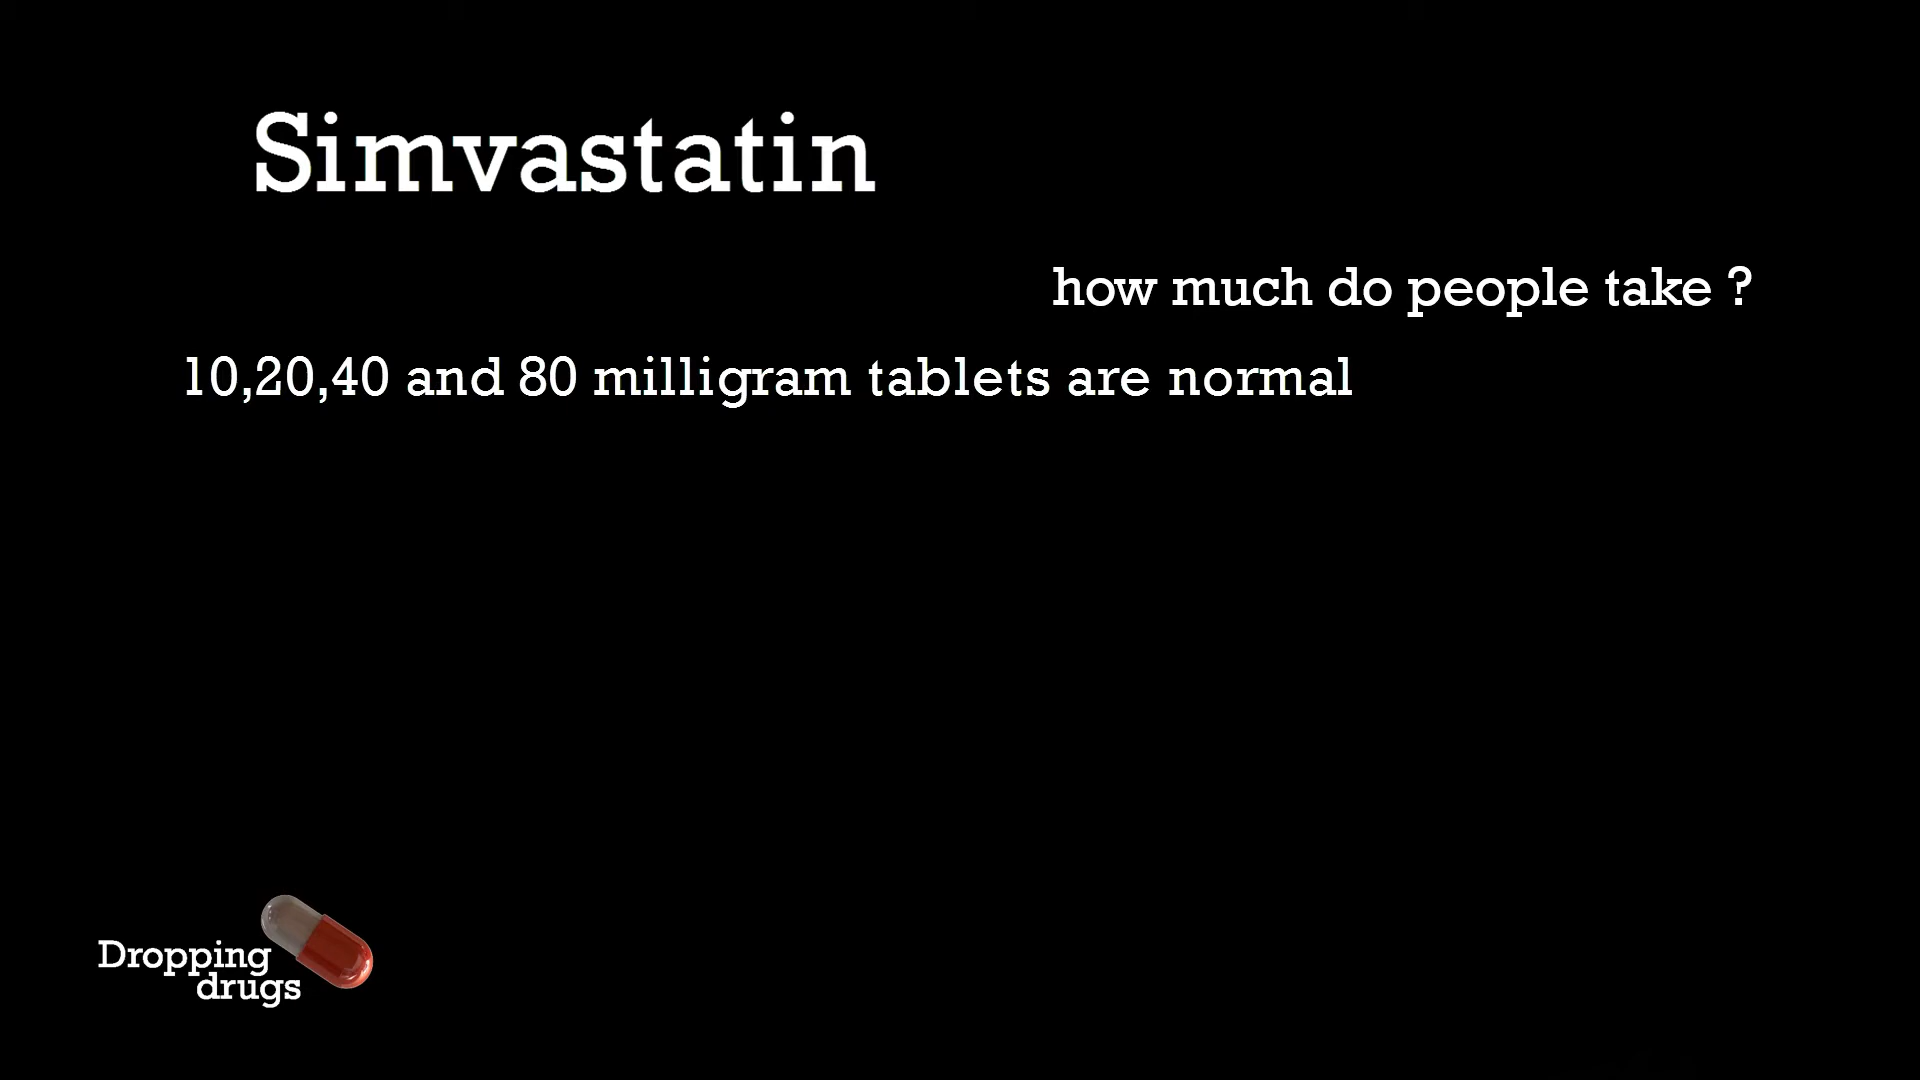 Simvastatin
how much do people take ?
10,20,40 and 80 milligram tablets are normal
Dropping
drugs